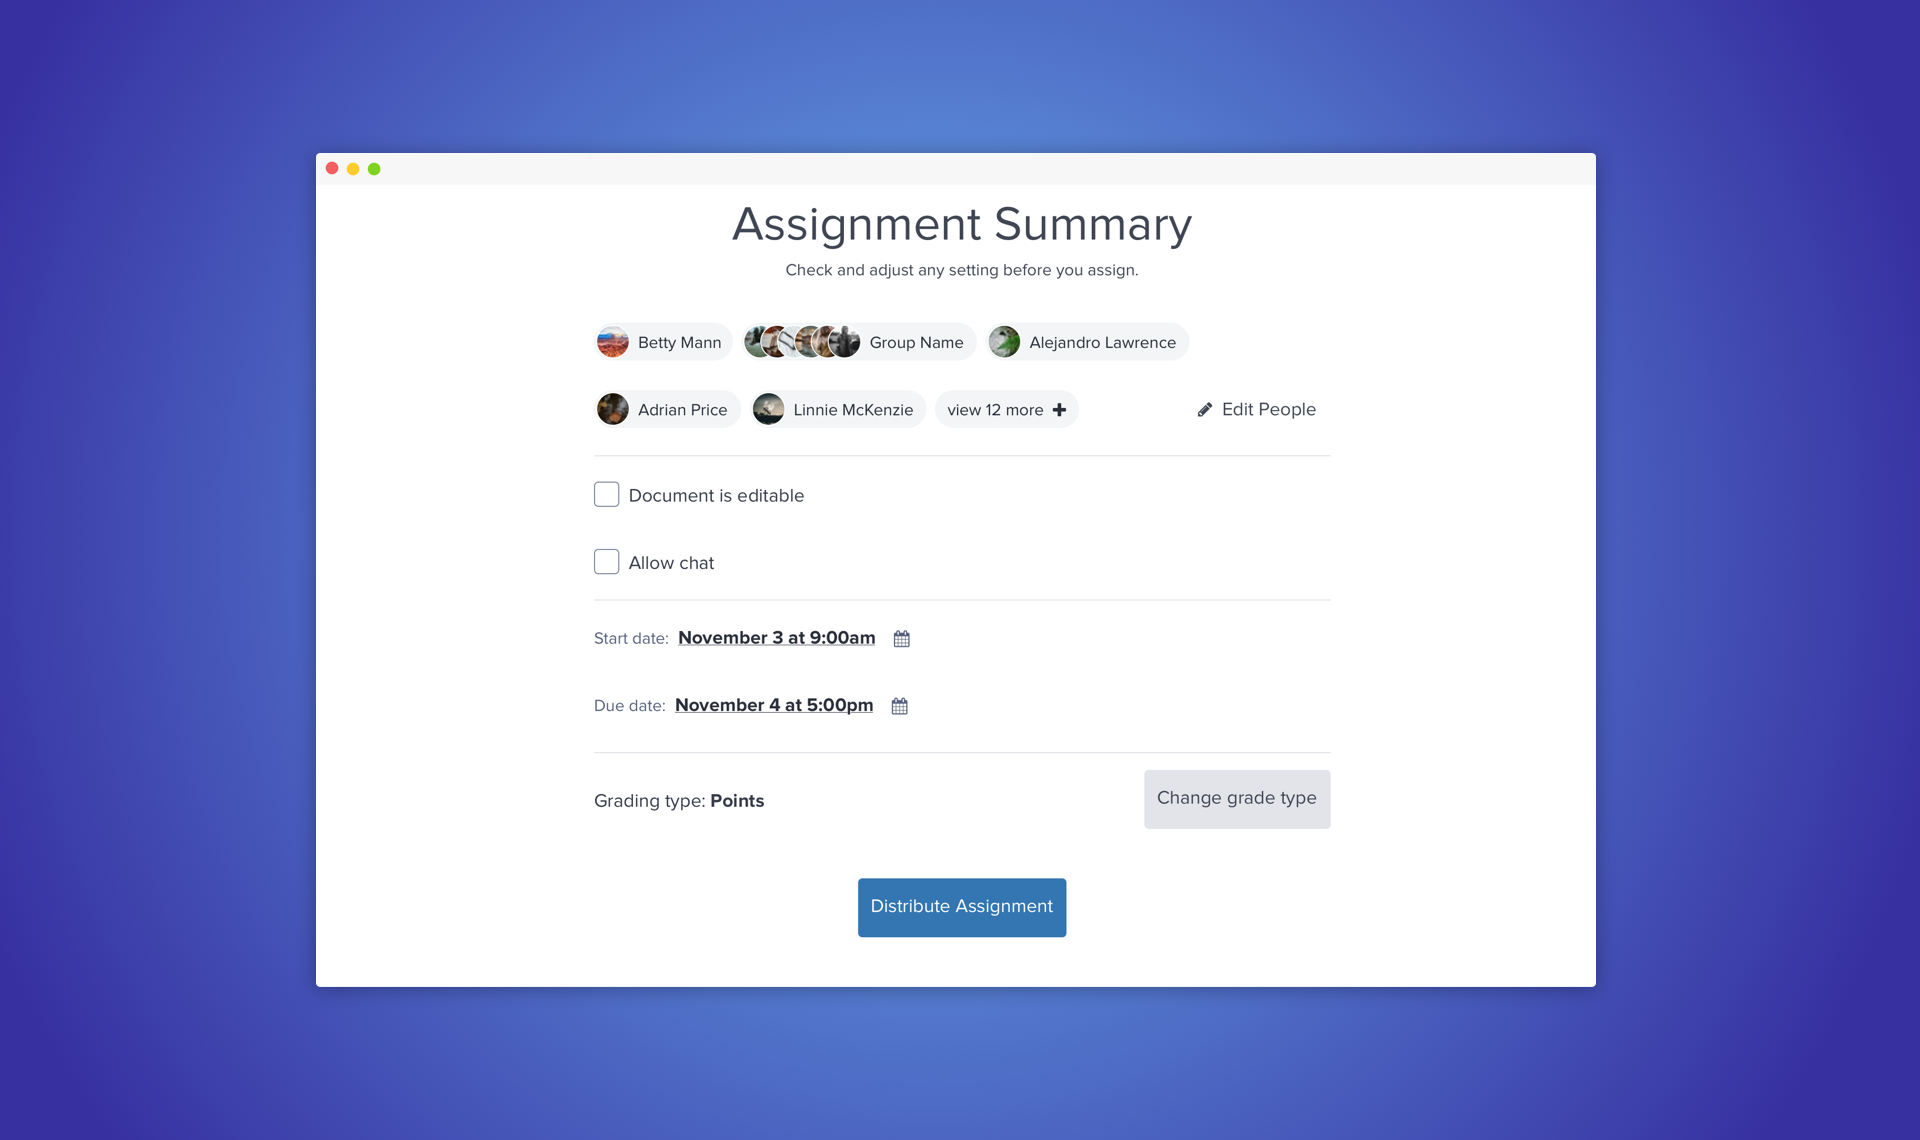 Assignment Summary
Check and adjust any setting before you assign.
Betty Mann Group Name Alejandro Lawrence
Adrian Price Linnie McKenzie view 12 more Edit People
Document is editable
Allow chat
Start date: November 3 at 9:00am
Due date: November 4 at 5:00pm
Grading type: Points Change grade type
Distribute Assignment